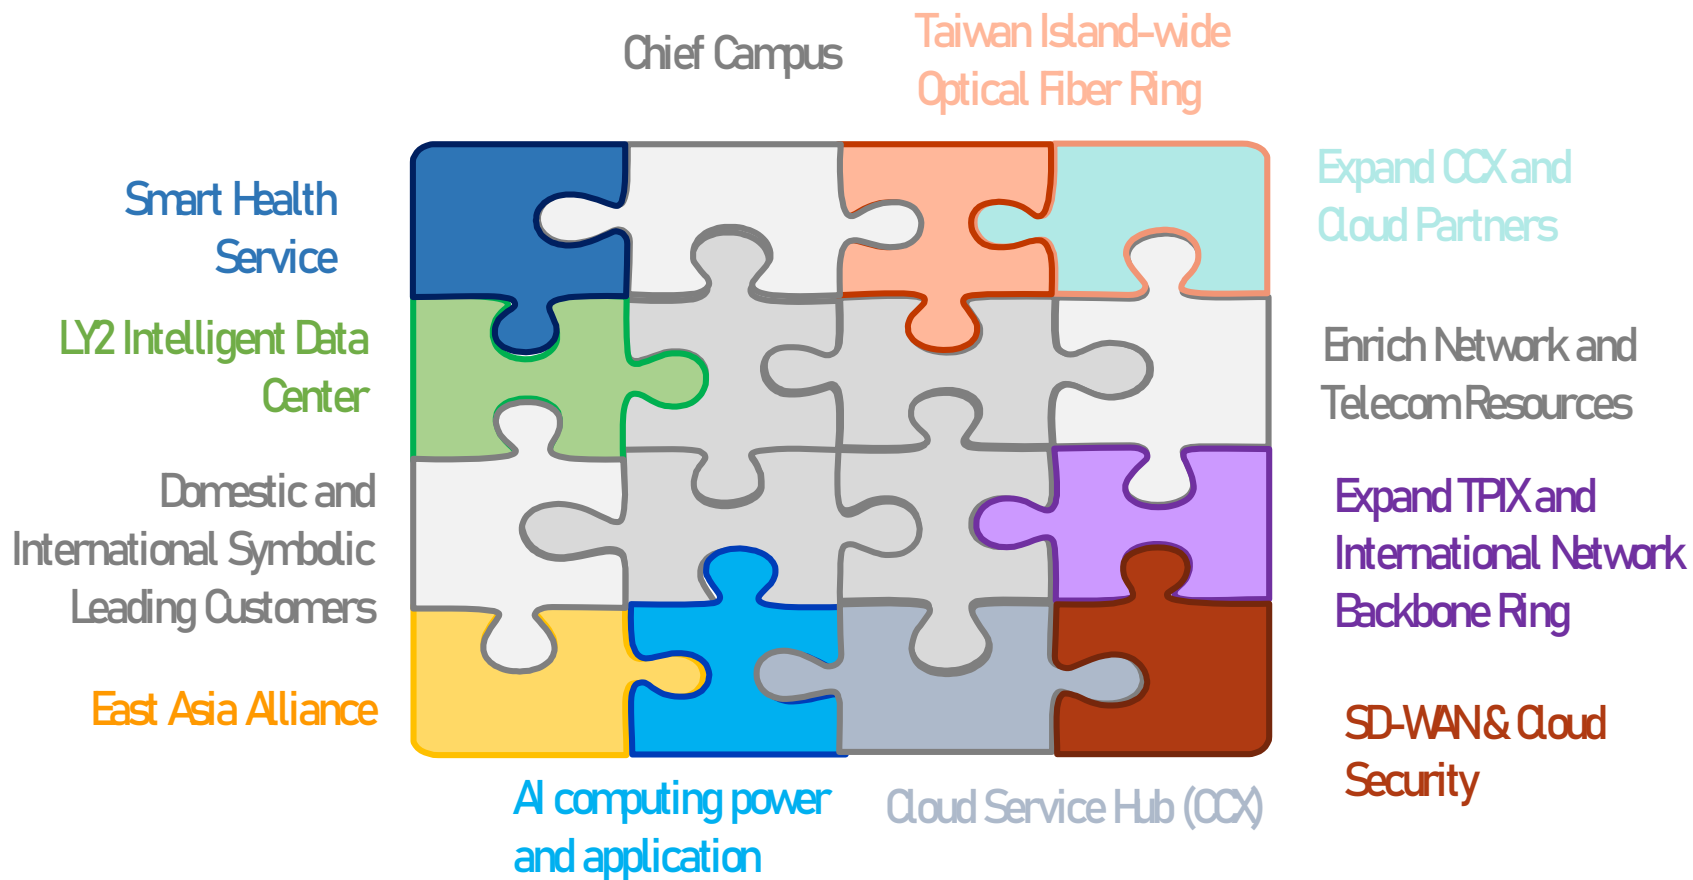 Chief Campus
Taiwan Island-wide
Optical Fiber Ring
Smart Health
Service
Expand CCX and
Cloud Partners
LY2 Intelligent Data
Center
Enrich Network and
Telecom Resources
Domestic and
International Symbolic
Leading Customers
Expand TPIX and
International Network
Backbone Ring
East Asia Alliance
SD-WAN & Cloud
Security
AI computing power
and application
Cloud Service Hub (CCX)